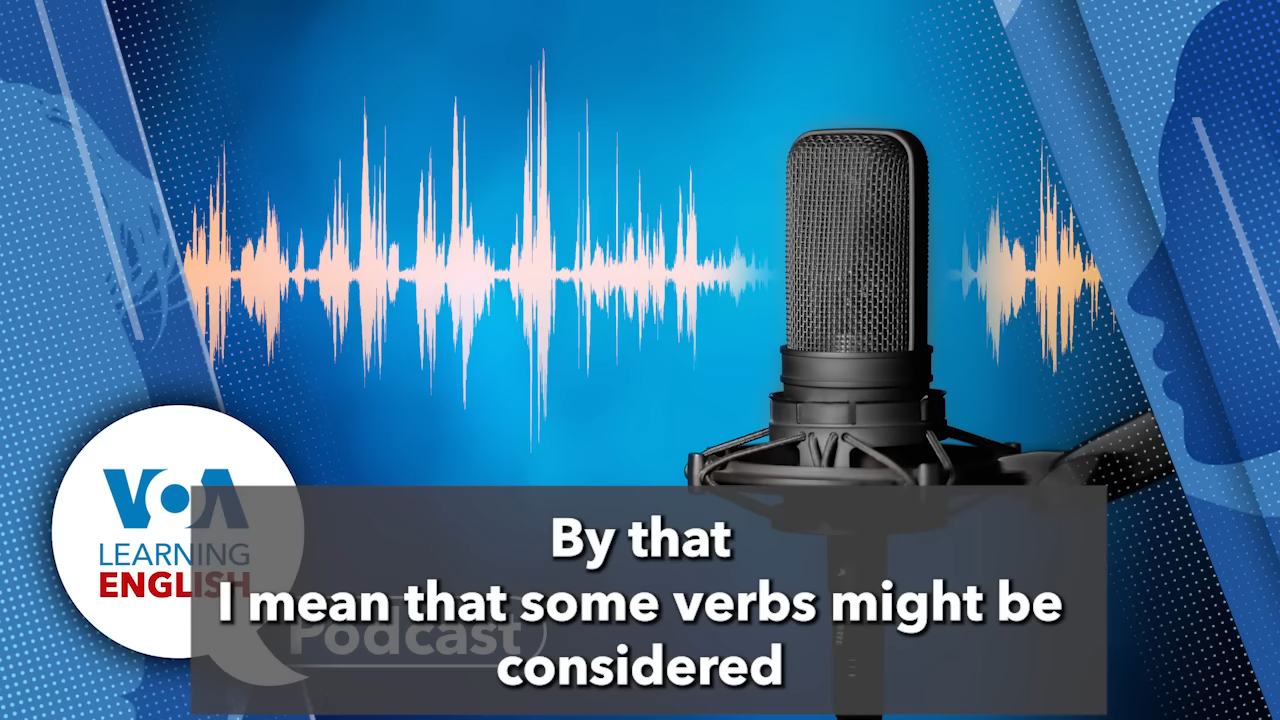 VOA
LEARNING
ENGLISH
Podcast
By that
I mean that some verbs might be
considered